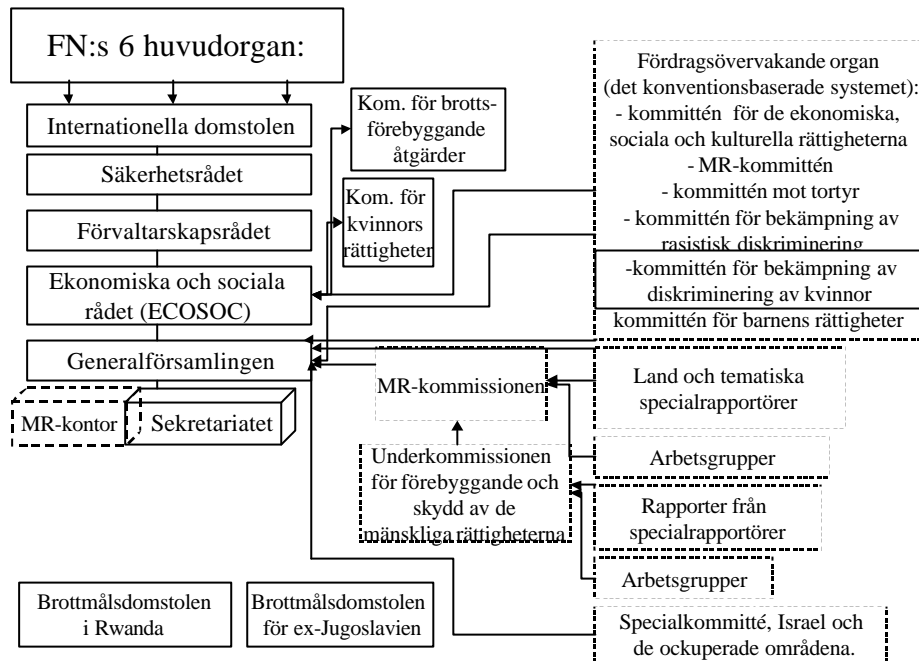 FN:s 6 huvudorgan:
Internationella domstolen
Säkerhetsrådet
Förvaltarskapsrådet
Ekonomiska och sociala
rådet (ECOSOC)
Generalförsamlingen
MR-kontor
Sekretariatet
Kom. för brotts-
förebyggande
åtgärder
Kom. för
kvinnors
rättigheter
Fördragsövervakande organ
(det konventionsbaserade systemet):
- kommittén för de ekonomiska,
sociala och kulturella rättigheterna
- MR-kommittén
- kommittén mot tortyr
- kommittén för bekämpning av
rasistisk diskriminering
-kommittén för bekämpning av
diskriminering av kvinnor
kommittén för barnens rättigheter
MR-kommissionen
Land och tematiska
specialrapportörer
Arbetsgrupper
Underkommissionen
för förebyggande och
skydd av de
mänskliga rättigheterna
Rapporter från
specialrapportörer
Arbetsgrupper
Brottmålsdomstolen
i Rwanda
Brottmålsdomstolen
för ex-Jugoslavien
Specialkommitté, Israel och
de ockuperade områdena.